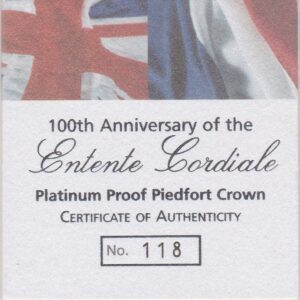 100th Anniversary of the
Entente Cordiale
Platinum Proof Piedfort Crown
CERTIFICATE OF AUTHENTICITY
No. 118